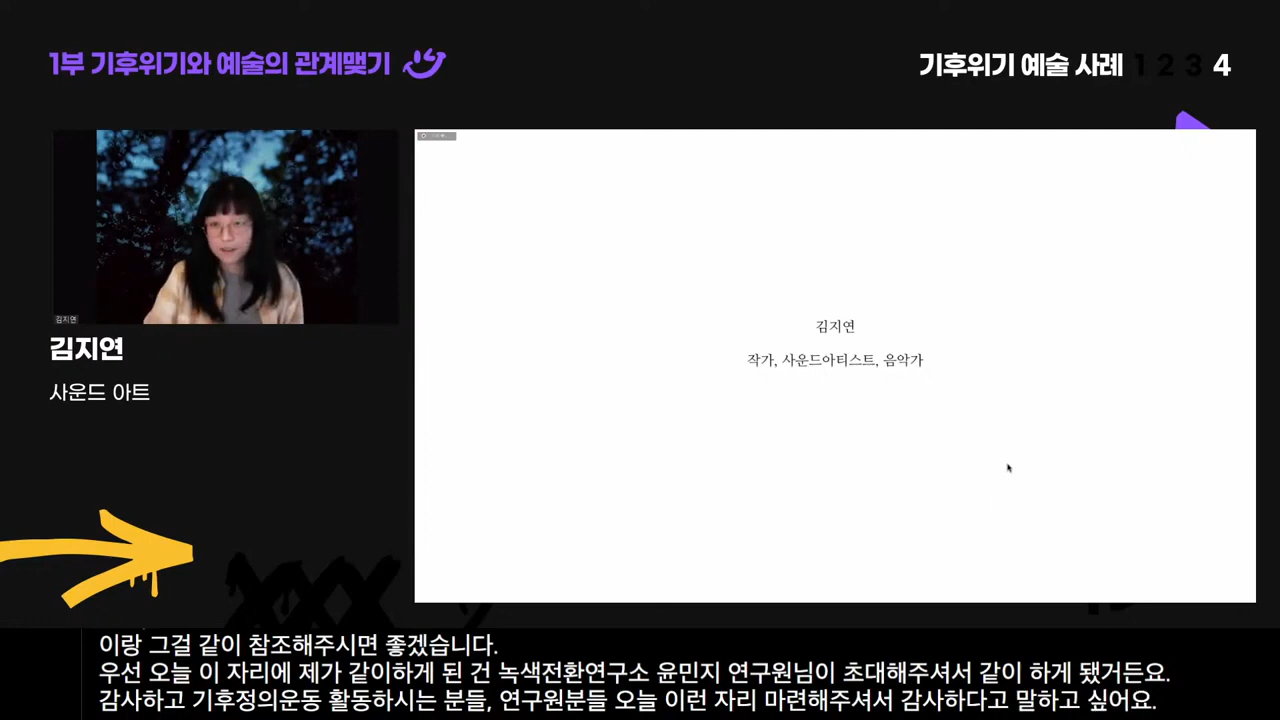 1부 기후위기와 예술의 관계맺기
기후위기 예술 사례 1 2 3 4
김지연
김지연
사운드 아트
김지연
작가, 사운드아티스트, 음악가
이랑 그걸 같이 참조해주시면 좋겠습니다.
우선 오늘 이 자리에 제가 같이하게 된 건 녹색전환연구소 윤민지 연구원님이 초대해주셔서 같이 하게 됐거든요.
감사하고 기후정의운동 활동하시는 분들, 연구원분들 오늘 이런 자리 마련해주셔서 감사하다고 말하고 싶어요.